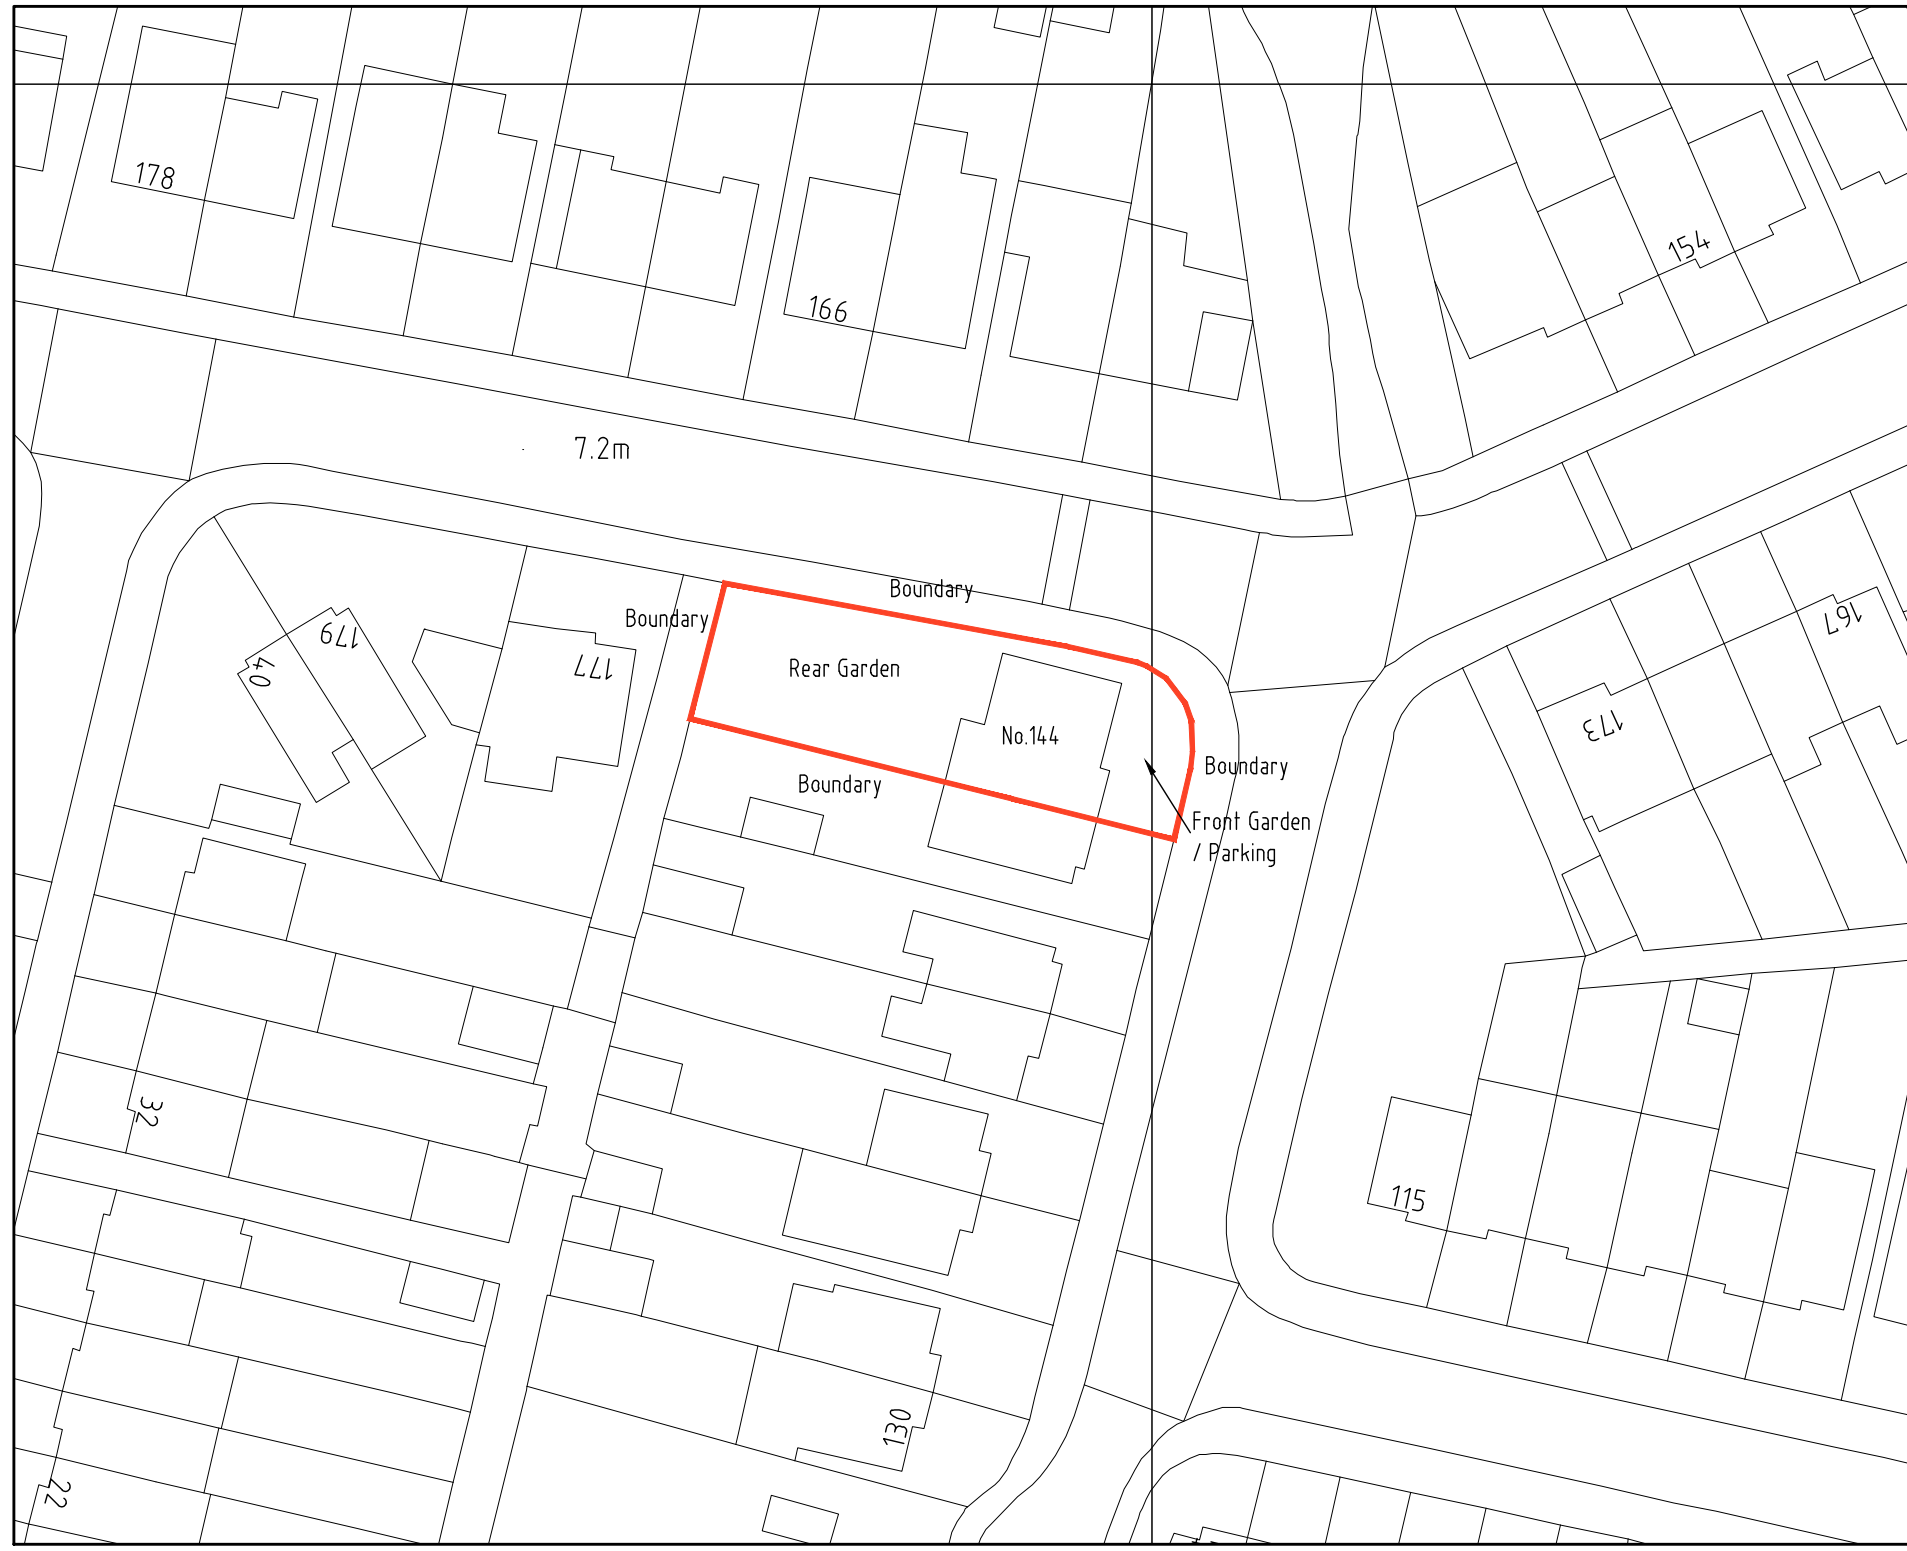 178
166
154
7.2m
Boundary
Boundary
179
177
40
Rear Garden
No.144
167
173
Boundary
Boundary
Front Garden
/ Parking
32
115
130
22